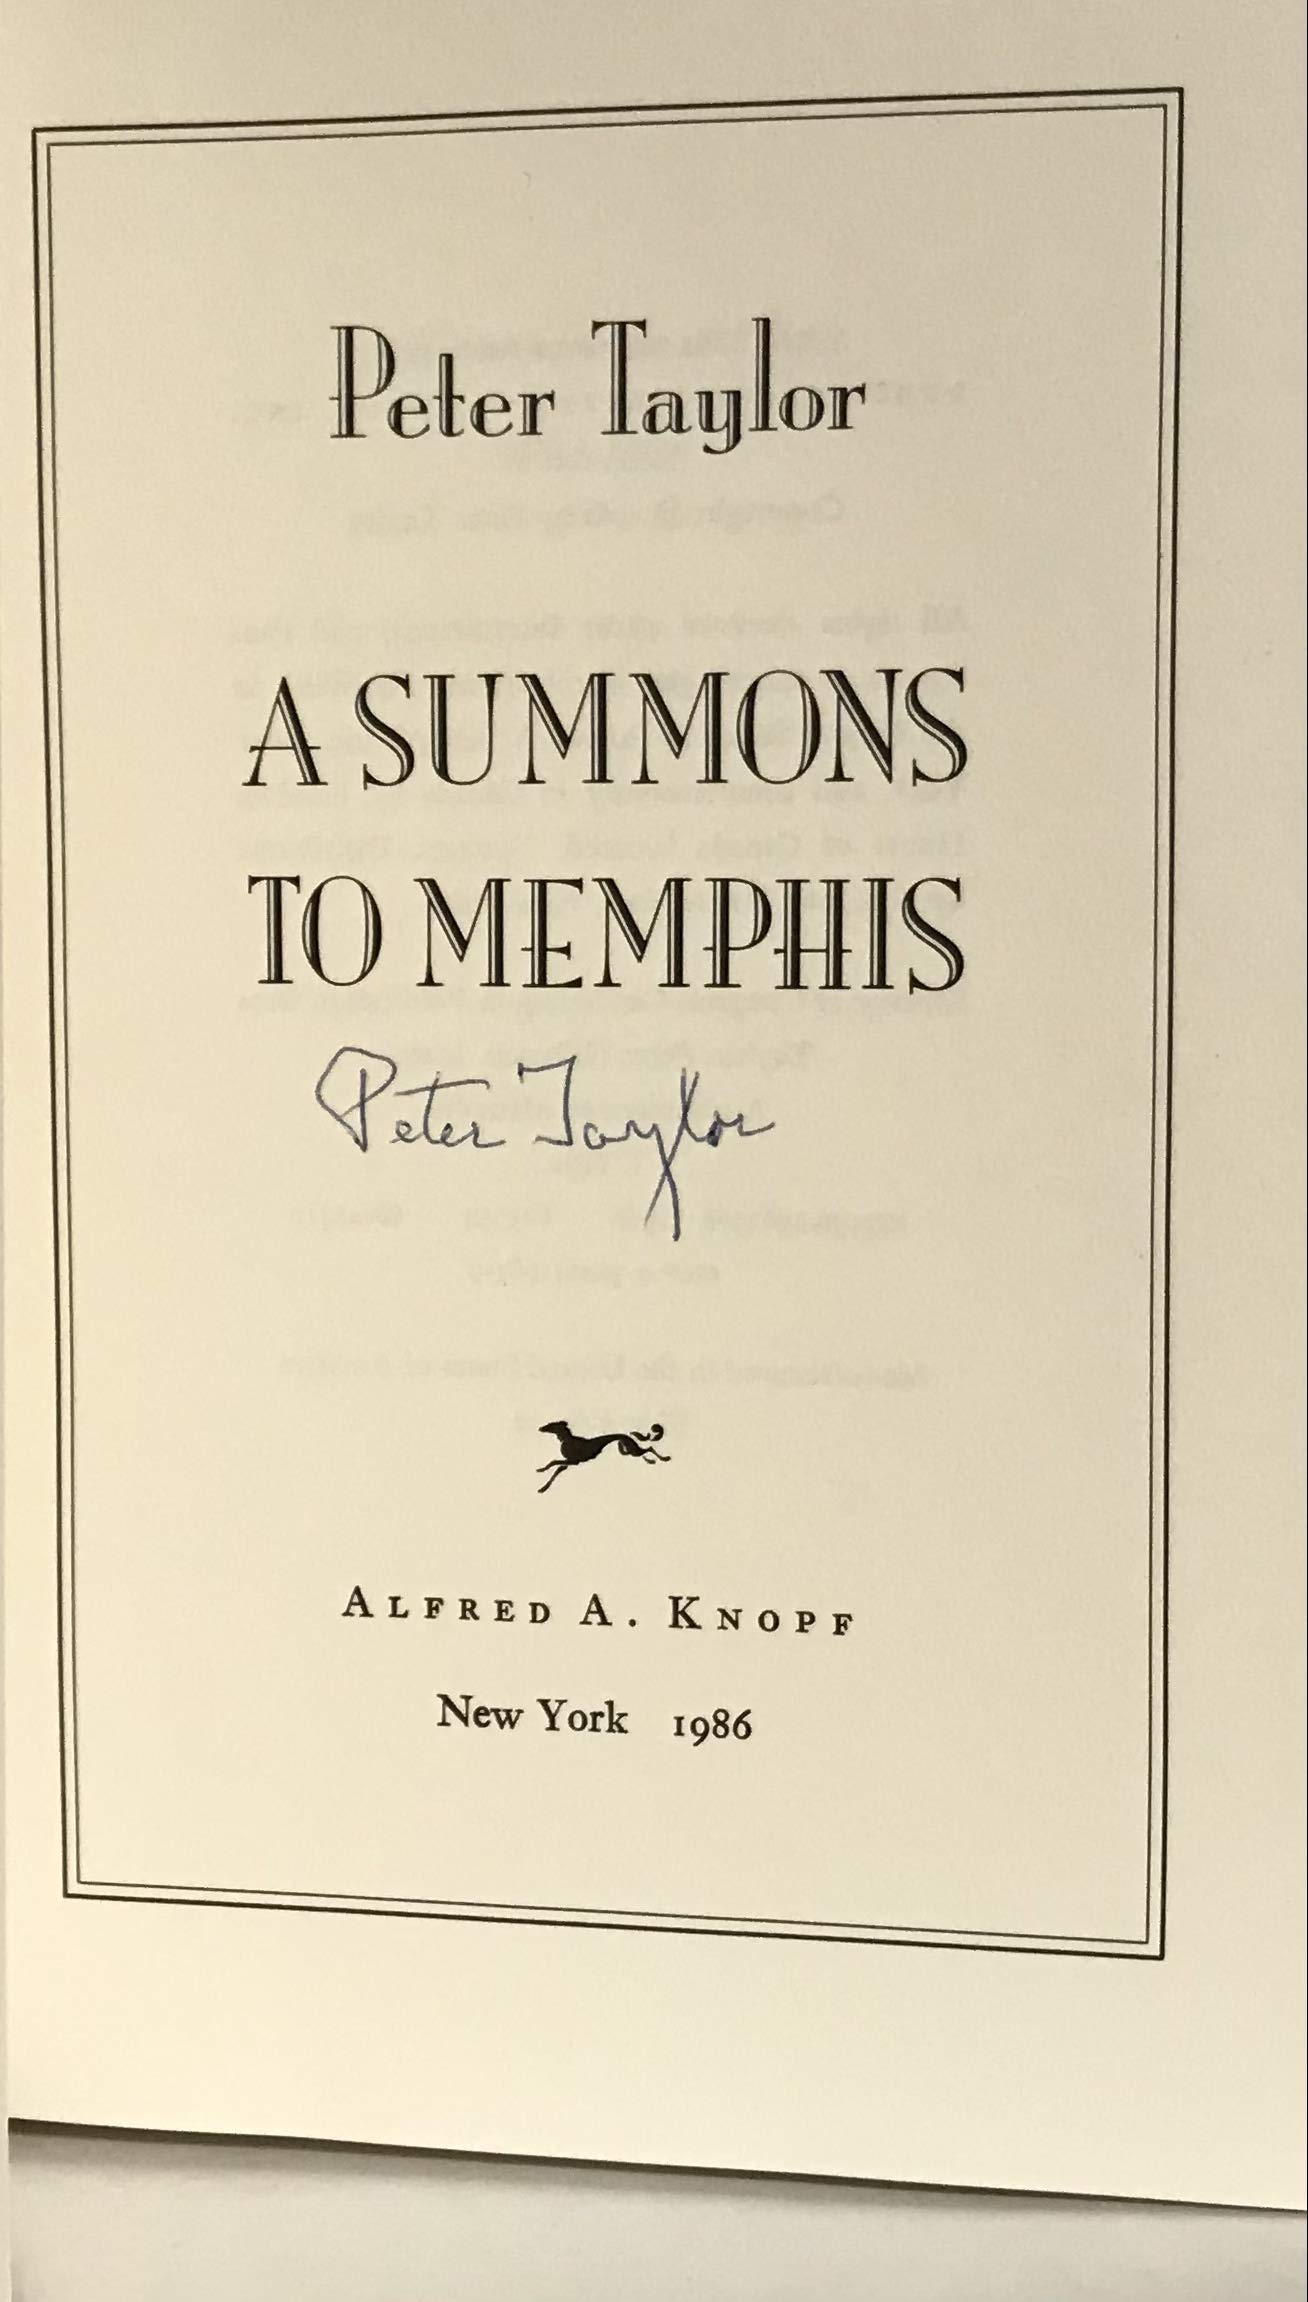 Peter Taylor
A SUMMONS
TO MEMPHIS
Peter Taylor
ALFRED A. KNOPF
New York 1986